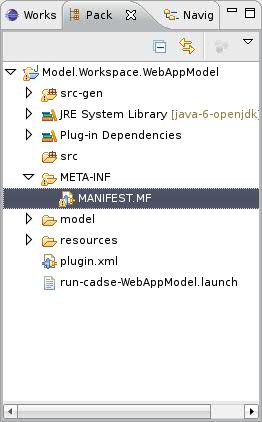 Works Pack Navig
Model.Workspace.WebAppModel
src-gen
JRE System Library [java-6-openjdk]
Plug-in Dependencies
src
META-INF
MANIFEST.MF
model
resources
plugin.xml
run-cadse-WebAppModel.launch